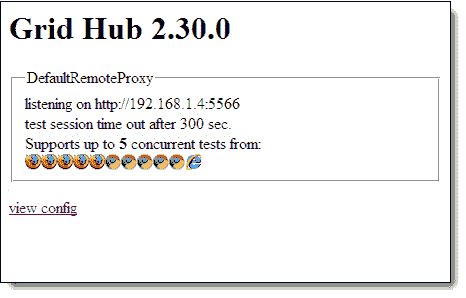 Grid Hub 2.30.0
DefaultRemoteProxy
listening on http://192.168.1.4:5566
test session time out after 300 sec.
Supports up to 5 concurrent tests from:
view config